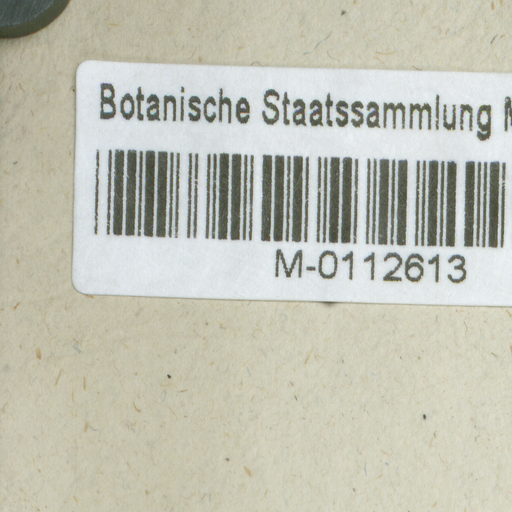 Botanische Staatssammlung
M-0112613